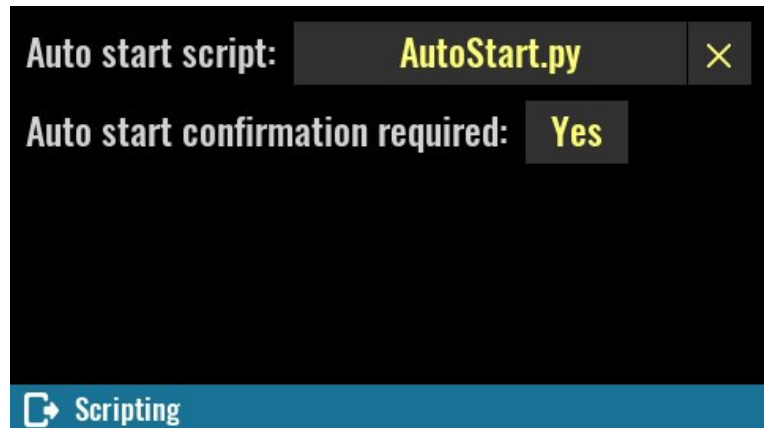 Auto start script: AutoStart.py ×
Auto start confirmation required: Yes
Scripting